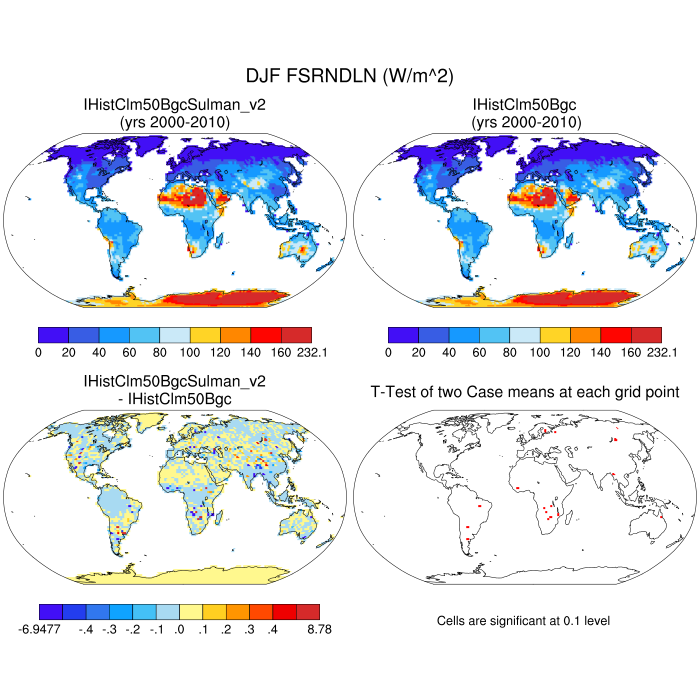 DJF FSRNDLN (W/m^2)
IHistClm50BgcSulman_v2
(yrs 2000-2010)
IHistClm50Bgc
(yrs 2000-2010)
0 20 40 60 80 100 120 140 160 232.1
0 20 40 60 80 100 120 140 160 232.1
IHistClm50BgcSulman_v2
- IHistClm50Bgc
T-Test of two Case means at each grid point
-6.9477 -.4 -.3 -.2 -.1 .0 .1 .2 .3 .4 8.78
Cells are significant at 0.1 level